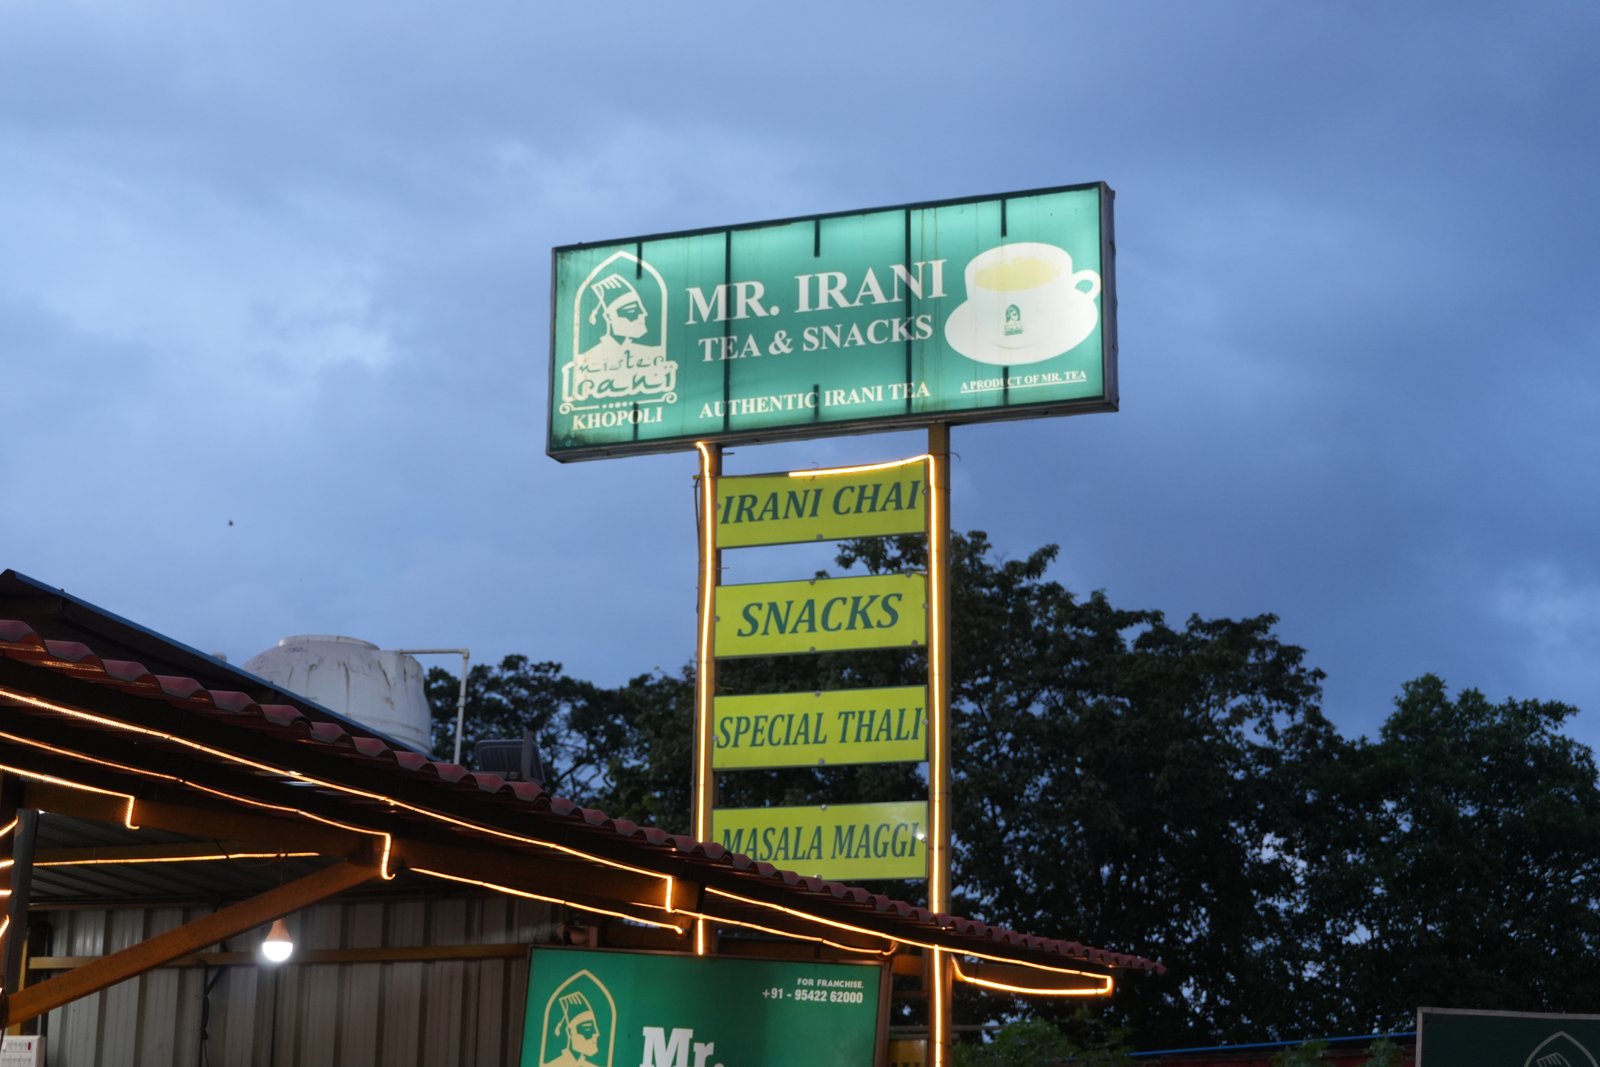 mister
Irani
KHOPOLI
MR. IRANI
TEA & SNACKS
AUTHENTIC IRANI TEA
A PRODUCT OF MR. TEA
IRANI CHAI
SNACKS
SPECIAL THALI
MASALA MAGGI
FOR FRANCHISE.
+91 - 95422 62000
Mr.